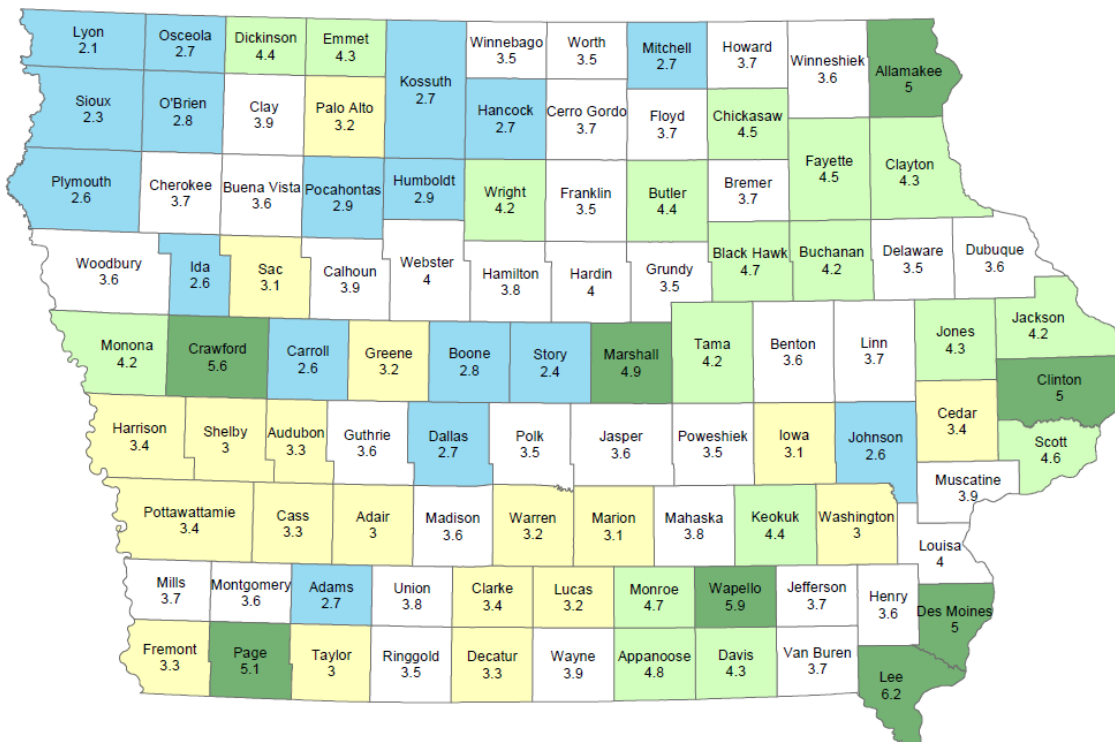 Lyon
2.1
Osceola
2.7
Dickinson
4.4
Emmet
4.3
Kossuth
2.7
Winnebago
3.5
Worth
3.5
Mitchell
2.7
Howard
3.7
Winneshiek
3.6
Allamakee
5
Sioux
2.3
O'Brien
2.8
Clay
3.9
Palo Alto
3.2
Hancock
2.7
Cerro Gordo
3.7
Floyd
3.7
Chickasaw
4.5
Fayette
4.5
Clayton
4.3
Plymouth
2.6
Cherokee
3.7
Buena Vista
3.6
Pocahontas
2.9
Humboldt
2.9
Wright
4.2
Franklin
3.5
Butler
4.4
Bremer
3.7
Woodbury
3.6
Ida
2.6
Sac
3.1
Calhoun
3.9
Webster
4
Hamilton
3.8
Hardin
4
Grundy
3.5
Black Hawk
4.7
Buchanan
4.2
Delaware
3.5
Dubuque
3.6
Monona
4.2
Crawford
5.6
Carroll
2.6
Greene
3.2
Boone
2.8
Story
2.4
Marshall
4.9
Tama
4.2
Benton
3.6
Linn
3.7
Jones
4.3
Jackson
4.2
Clinton
5
Harrison
3.4
Shelby
3
Audubon
3.3
Guthrie
3.6
Dallas
2.7
Polk
3.5
Jasper
3.6
Poweshiek
3.5
Iowa
3.1
Johnson
2.6
Cedar
3.4
Scott
4.6
Muscatine
3.9
Pottawattamie
3.4
Cass
3.3
Adair
3
Madison
3.6
Warren
3.2
Marion
3.1
Mahaska
3.8
Keokuk
4.4
Washington
3
Louisa
4
Mills
3.7
Montgomery
3.6
Adams
2.7
Union
3.8
Clarke
3.4
Lucas
3.2
Monroe
4.7
Wapello
5.9
Jefferson
3.7
Henry
3.6
Des Moines
5
Fremont
3.3
Page
5.1
Taylor
3
Ringgold
3.5
Decatur
3.3
Wayne
3.9
Appanoose
4.8
Davis
4.3
Van Buren
3.7
Lee
6.2